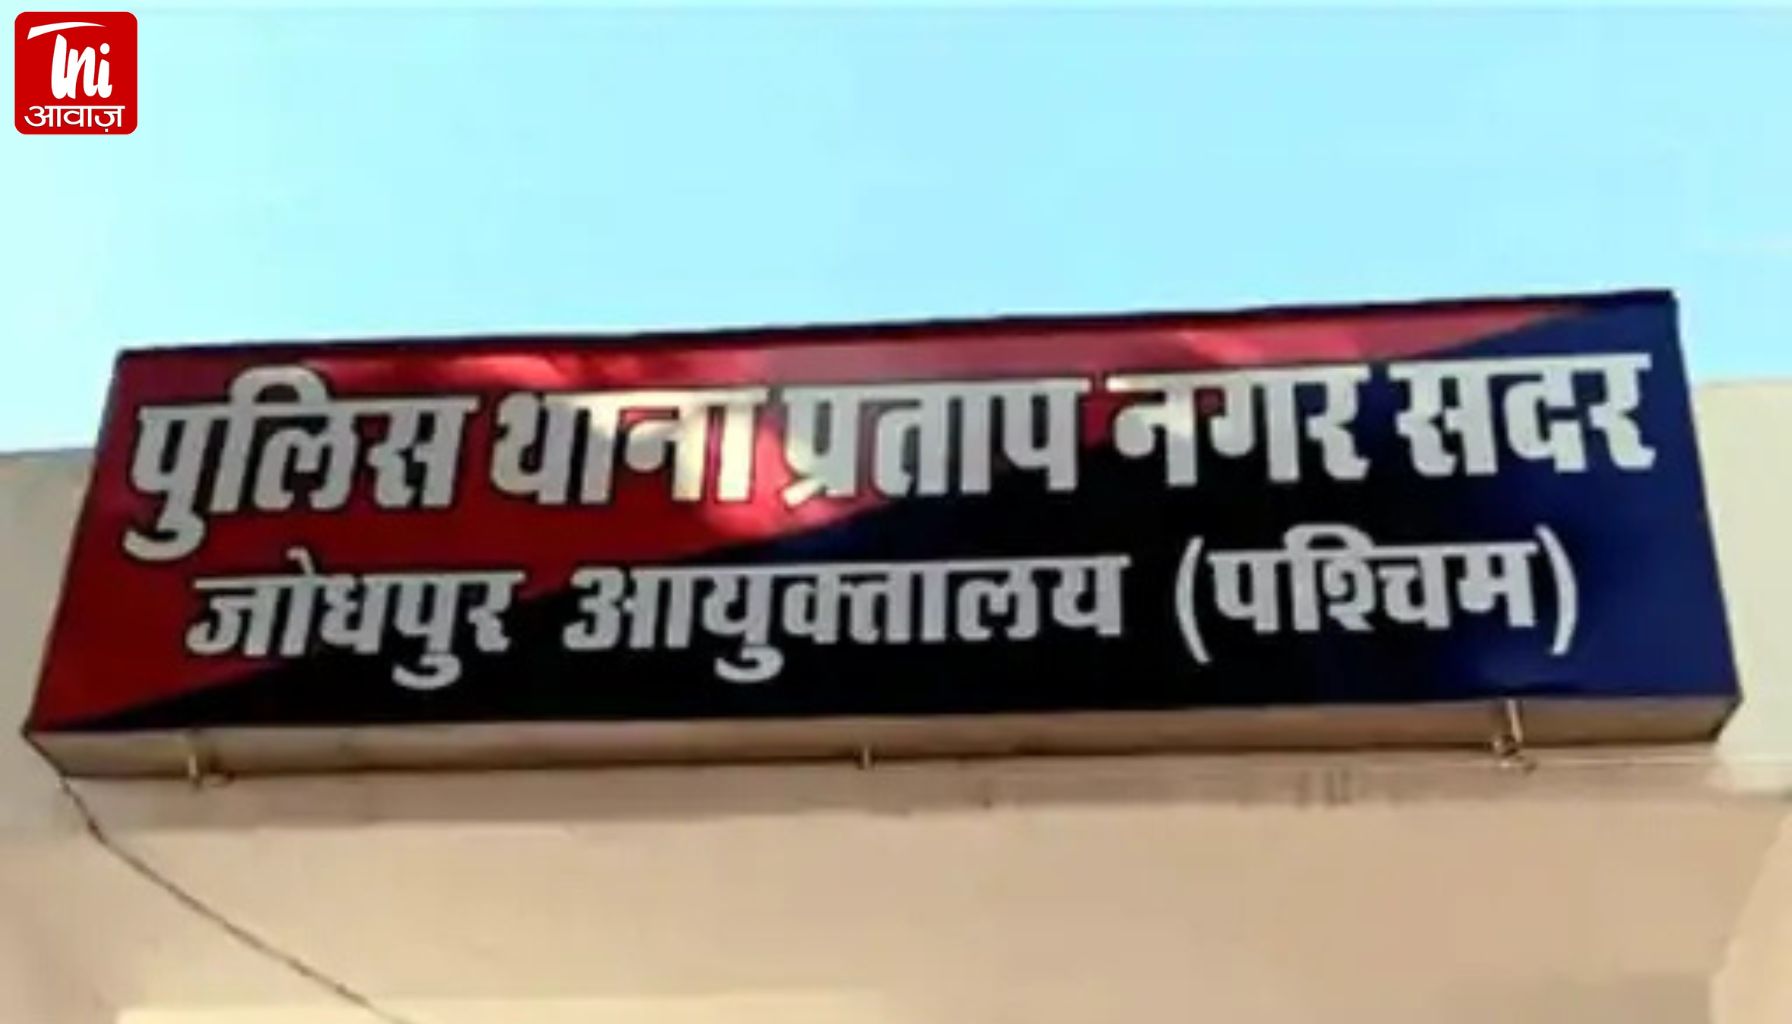 Tni
आवाज़
पुलिस थाना प्रताप नगर सदर
जोधपुर आयुक्तालय (पश्चिम)